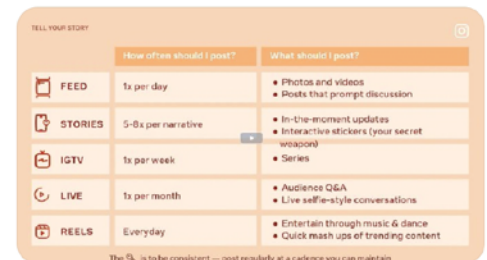 TELL YOUR STORY
How often should I post? What should I post?
FEED 1x per day • Photos and videos
• Posts that prompt discussion
STORIES 5-8x per narrative • In-the-moment updates
• Interactive stickers (your secret
weapon)
IGTV 1x per week • Series
LIVE 1x per month • Audience Q&A
• Live selfie-style conversations
REELS Everyday • Entertain through music & dance
• Quick mash ups of trending content
The is to be consistent — post regularly at a cadence you can maintain